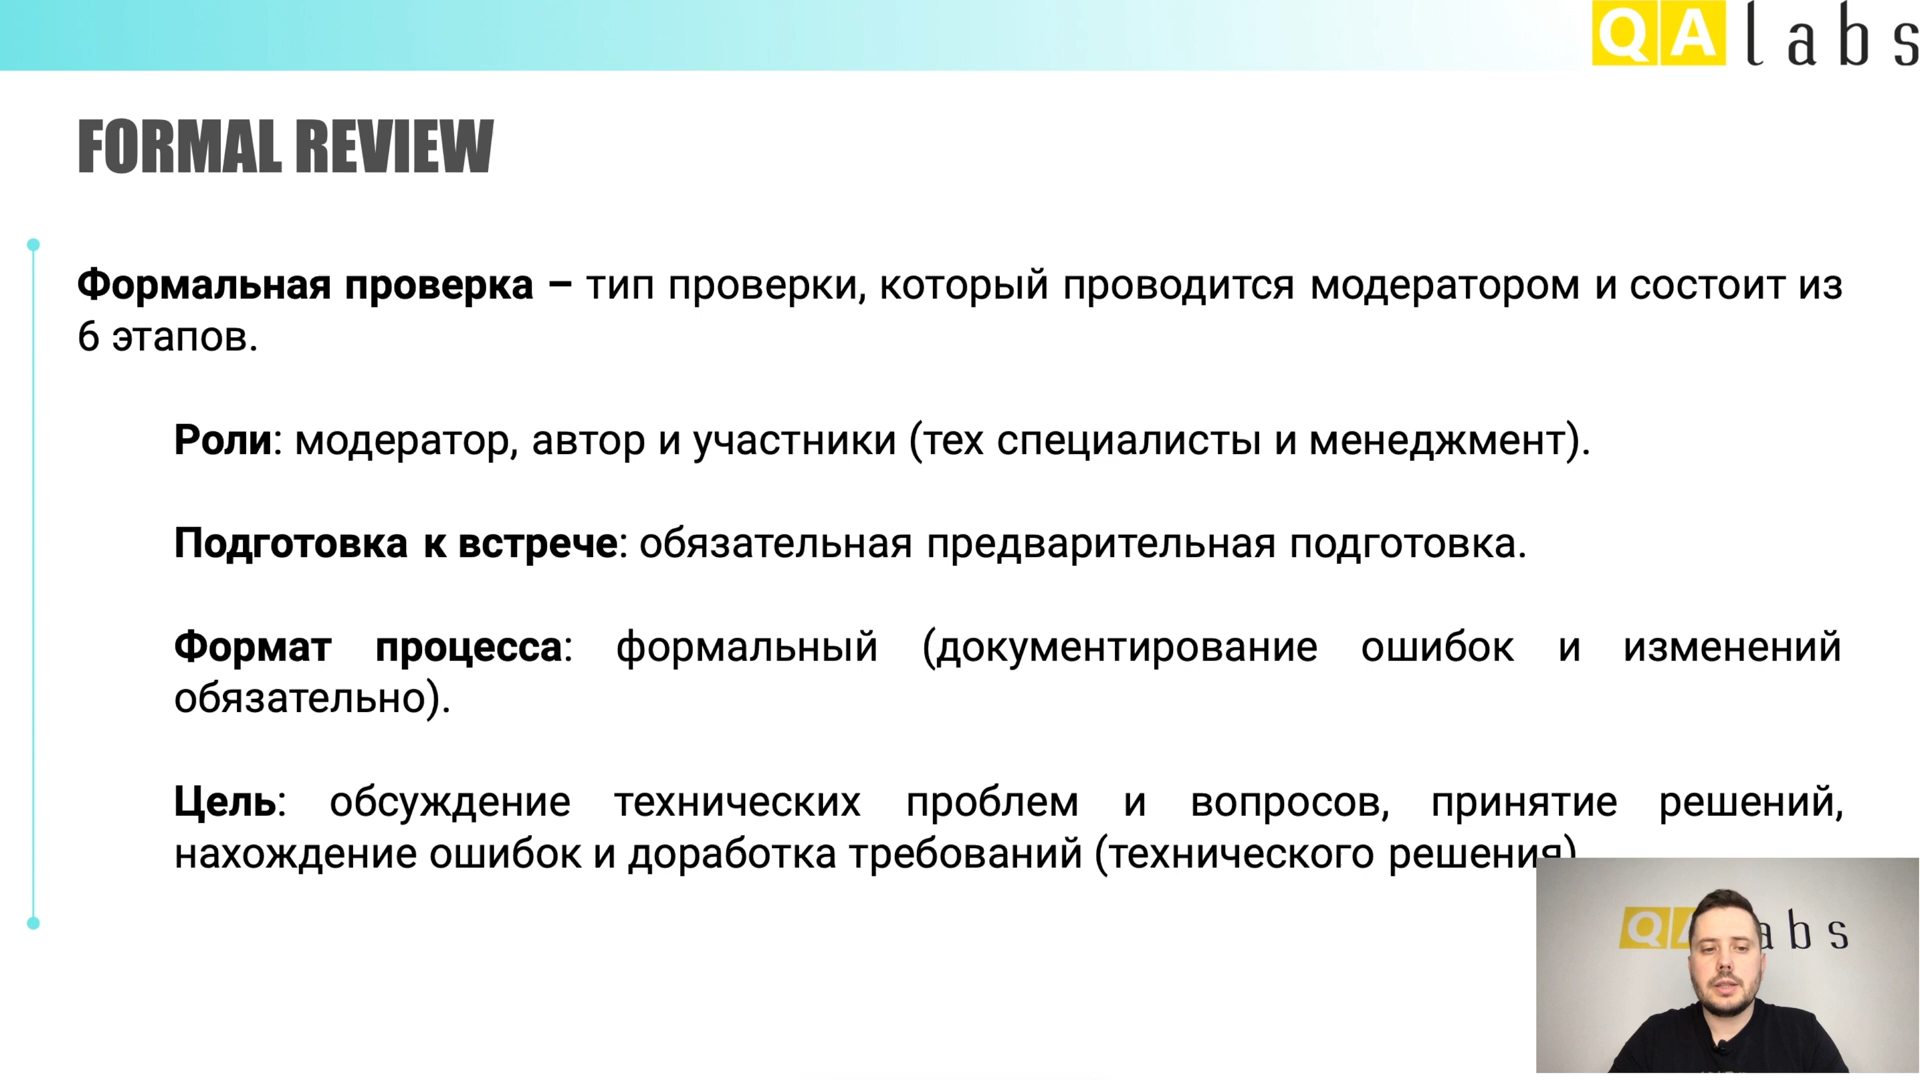 QA labs
FORMAL REVIEW
Формальная проверка – тип проверки, который проводится модератором и состоит из
6 этапов.
Роли: модератор, автор и участники (тех специалисты и менеджмент).
Подготовка к встрече: обязательная предварительная подготовка.
Формат процесса: формальный (документирование ошибок и изменений
обязательно).
Цель: обсуждение технических проблем и вопросов, принятие решений,
нахождение ошибок и доработка требований (технического решения)
QA abs